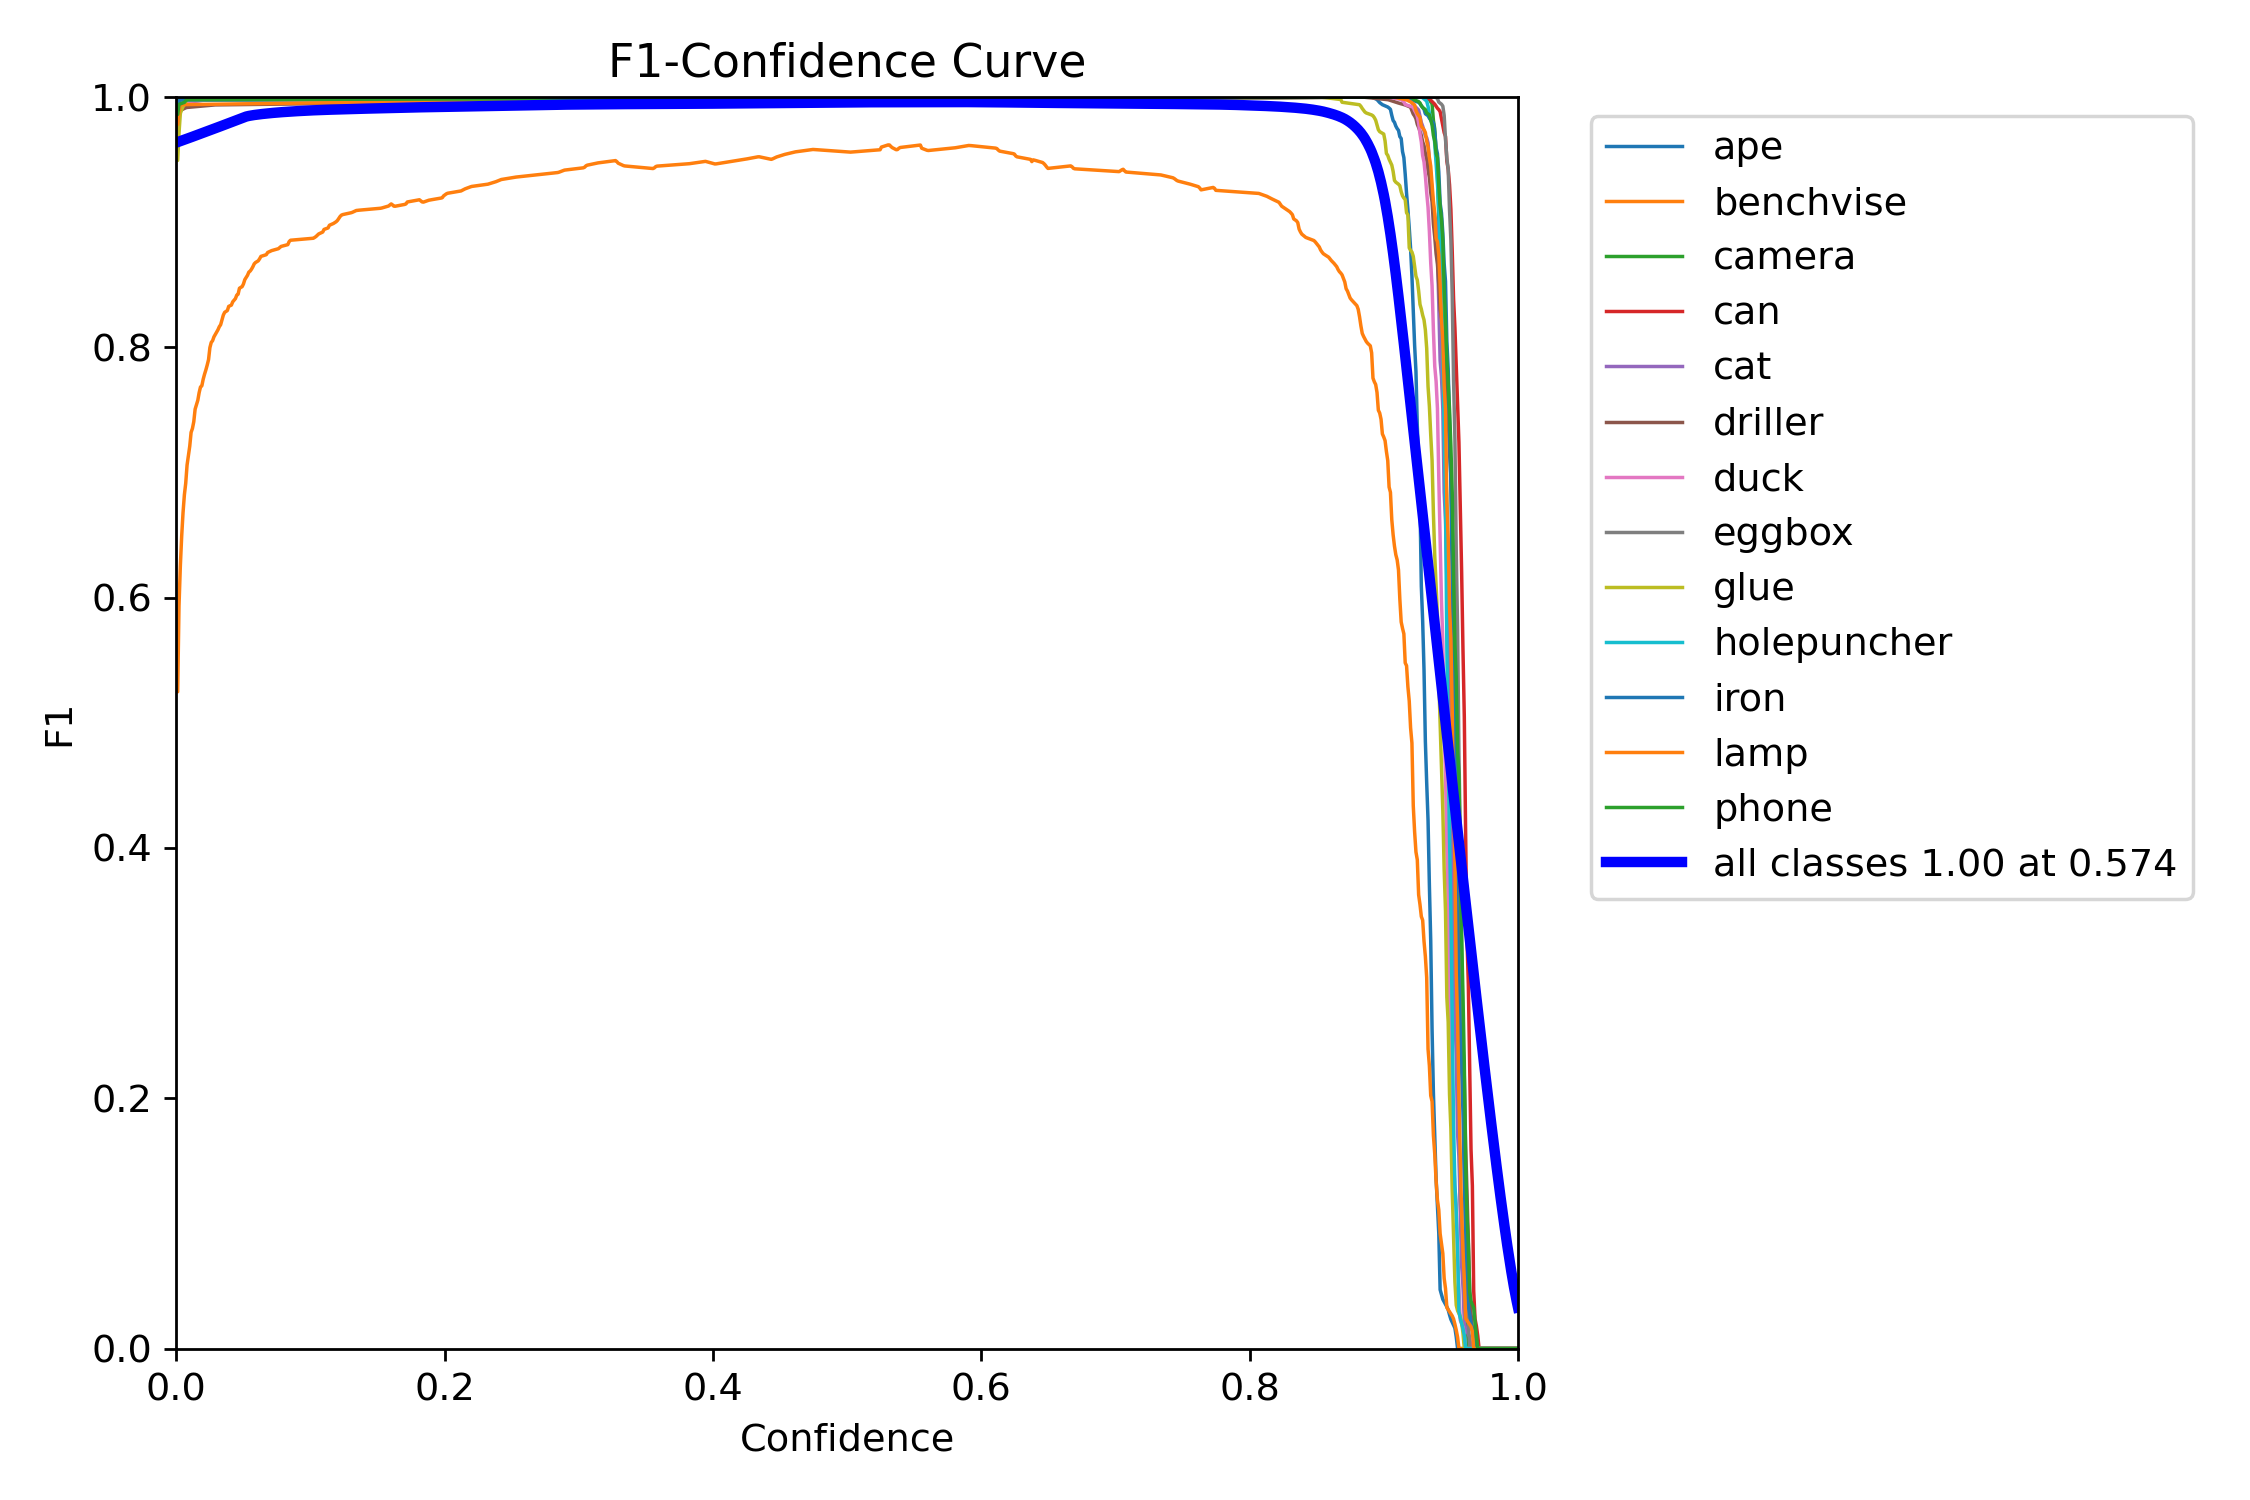 F1-Confidence Curve
1.0
0.8
0.6
0.4
0.2
0.0
F1
0.0 0.2 0.4 0.6 0.8 1.0
Confidence
ape
benchvise
camera
can
cat
driller
duck
eggbox
glue
holepuncher
iron
lamp
phone
all classes 1.00 at 0.574